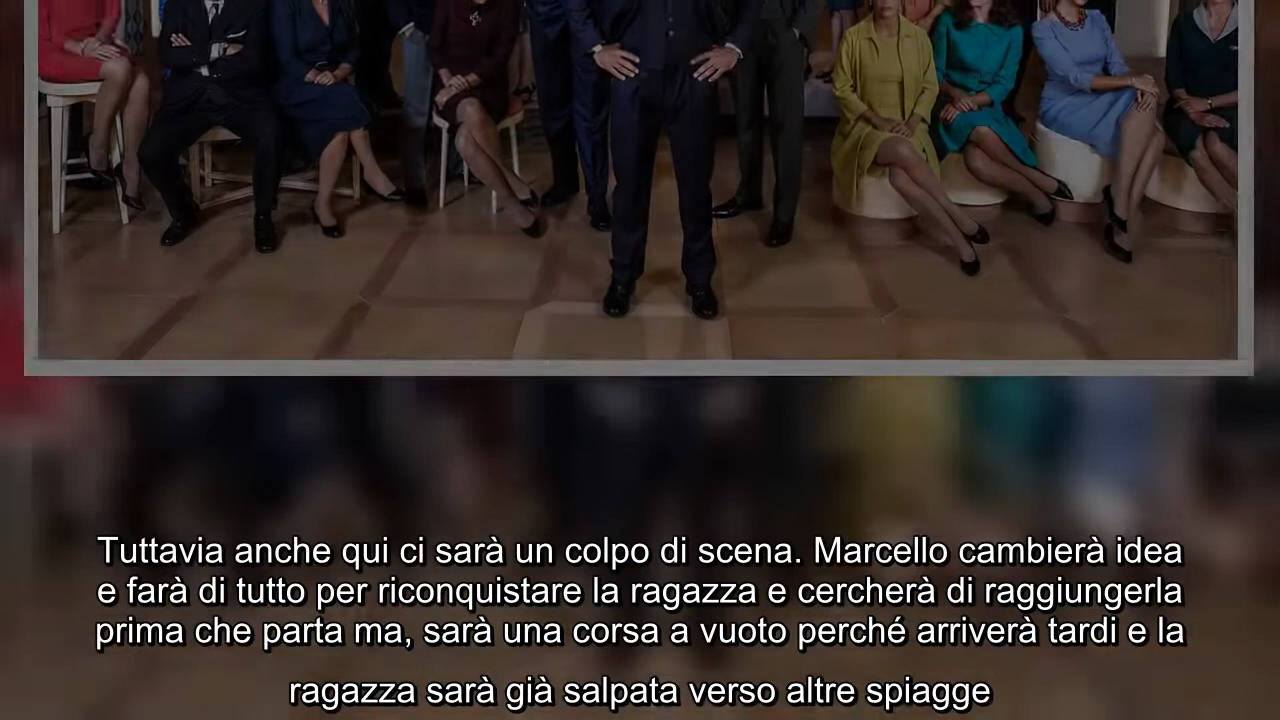 Tuttavia anche qui ci sarà un colpo di scena. Marcello cambierà idea
e farà di tutto per riconquistare la ragazza e cercherà di raggiungerla
prima che parta ma, sarà una corsa a vuoto perché arriverà tardi e la
ragazza sarà già salpata verso altre spiagge